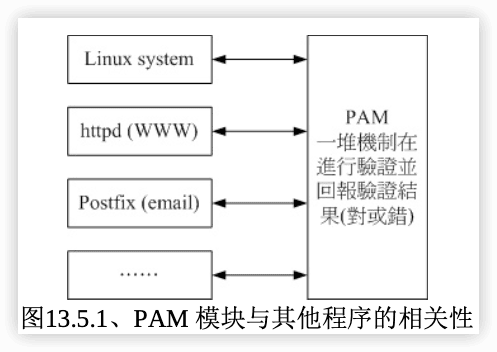 Linux system
httpd (WWW)
Postfix (email)
……
PAM
一堆機制在
進行驗證並
回報驗證結
果(對或錯)
图13.5.1、PAM 模块与其他程序的相关性